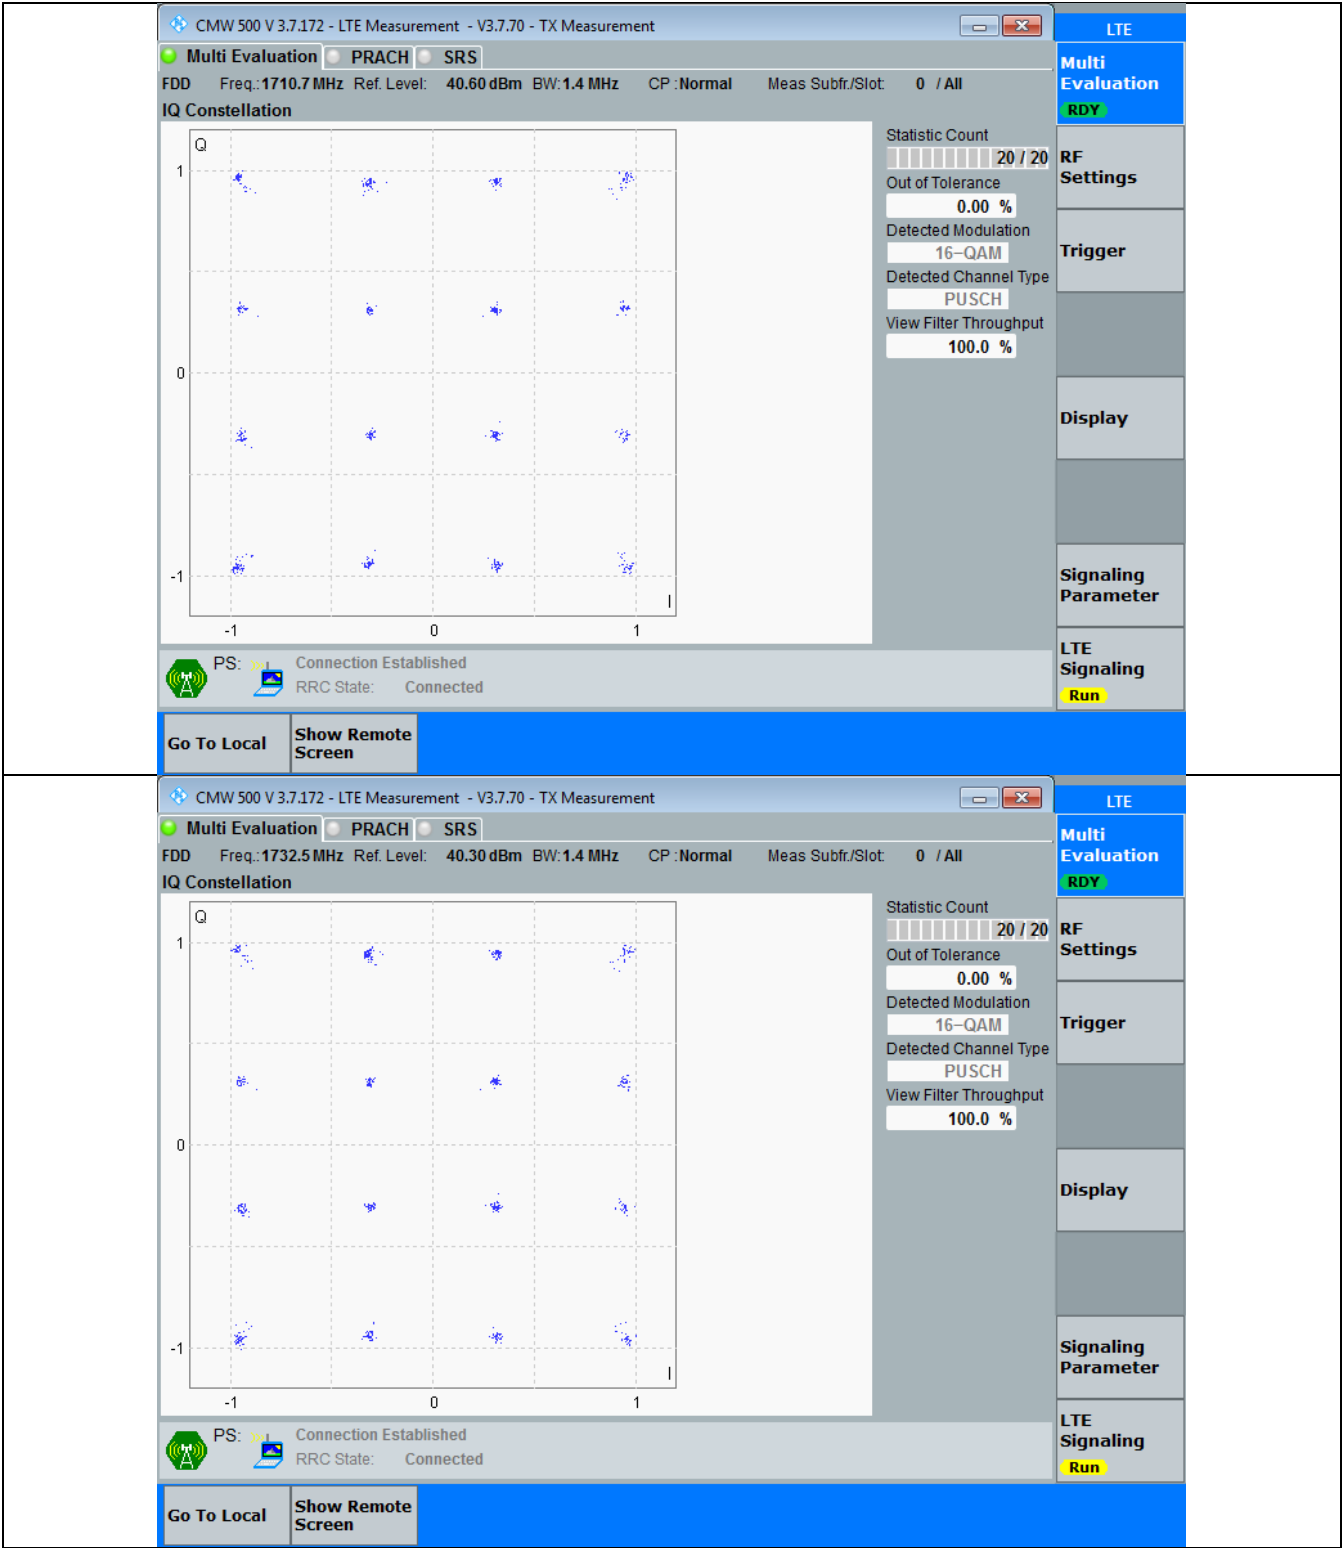 CMW 500 V 3.7.172 - LTE Measurement - V3.7.70 - TX Measurement
LTE
Multi Evaluation PRACH SRS
Multi
Evaluation
RDY
FDD Freq.: 1710.7 MHz Ref. Level: 40.60 dBm BW: 1.4 MHz CP : Normal Meas Subfr./Slot: 0 / All
IQ Constellation
Q
1
0
-1
-1 0 1
I
Statistic Count
20 / 20
Out of Tolerance
0.00 %
Detected Modulation
16-QAM
Detected Channel Type
PUSCH
View Filter Throughput
100.0 %
RF
Settings
Trigger
Display
Signaling
Parameter
LTE
Signaling
Run
PS: Connection Established
RRC State: Connected
Go To Local
Show Remote
Screen
CMW 500 V 3.7.172 - LTE Measurement - V3.7.70 - TX Measurement
LTE
Multi Evaluation PRACH SRS
Multi
Evaluation
RDY
FDD Freq.: 1732.5 MHz Ref. Level: 40.30 dBm BW: 1.4 MHz CP : Normal Meas Subfr./Slot: 0 / All
IQ Constellation
Q
1
0
-1
-1 0 1
I
Statistic Count
20 / 20
Out of Tolerance
0.00 %
Detected Modulation
16-QAM
Detected Channel Type
PUSCH
View Filter Throughput
100.0 %
RF
Settings
Trigger
Display
Signaling
Parameter
LTE
Signaling
Run
PS: Connection Established
RRC State: Connected
Go To Local
Show Remote
Screen